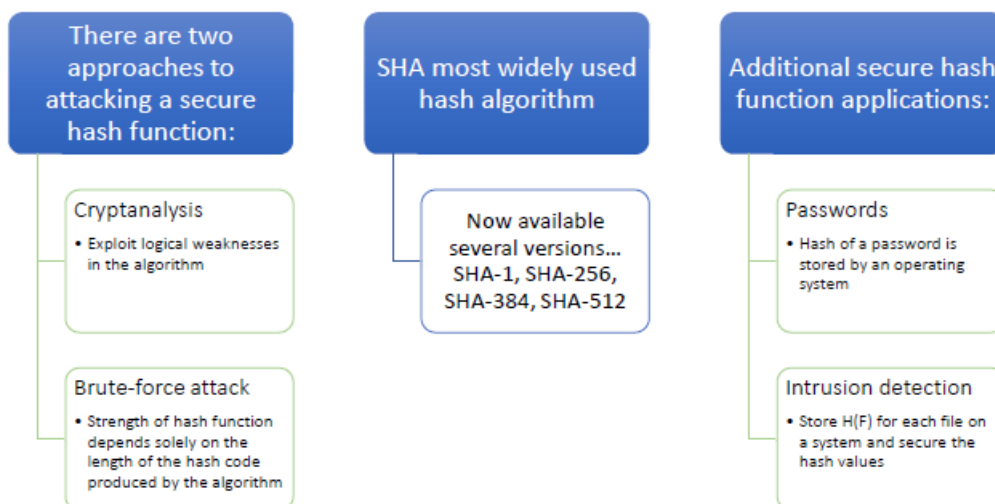 There are two
approaches to
attacking a secure
hash function:
Cryptanalysis
• Exploit logical weaknesses
in the algorithm
Brute-force attack
• Strength of hash function
depends solely on the
length of the hash code
produced by the algorithm
SHA most widely used
hash algorithm
Now available
several versions...
SHA-1, SHA-256,
SHA-384, SHA-512
Additional secure hash
function applications:
Passwords
• Hash of a password is
stored by an operating
system
Intrusion detection
• Store H(F) for each file on
a system and secure the
hash values